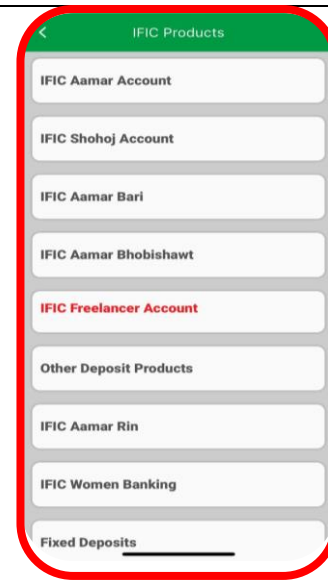 IFIC Products
IFIC Aamar Account
IFIC Shohoj Account
IFIC Aamar Bari
IFIC Aamar Bhobishawt
IFIC Freelancer Account
Other Deposit Products
IFIC Aamar Rin
IFIC Women Banking
Fixed Deposits